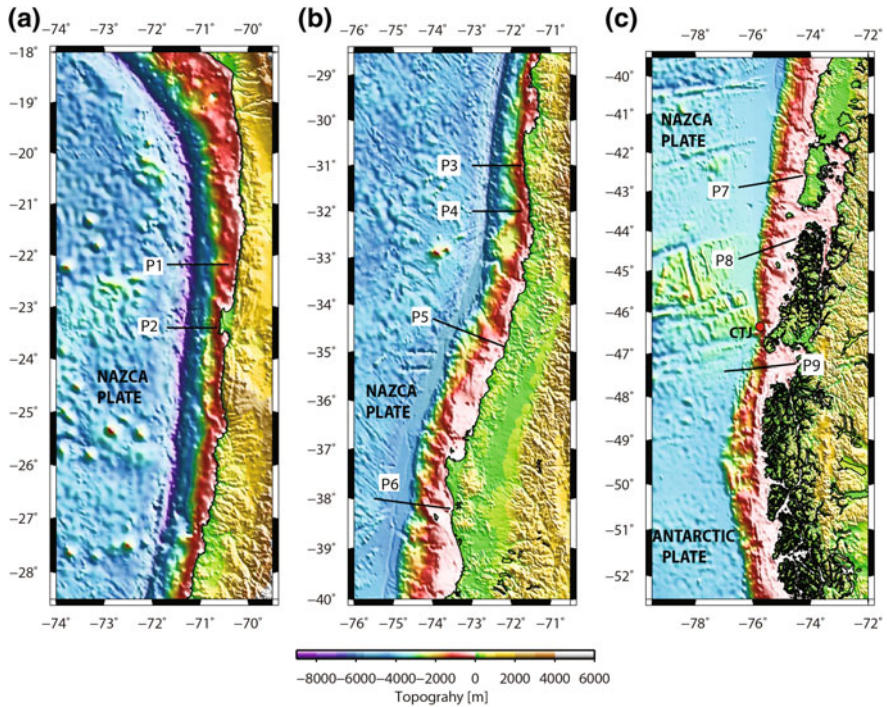 (a)
−74° −73° −72° −71° −70°
−18°
−19°
−20°
−21°
−22°
−23°
−24°
−25°
−26°
−27°
−28°
P1
P2
NAZCA
PLATE
−74° −73° −72° −71° −70°
(b)
−76° −75° −74° −73° −72° −71°
−29°
−30°
−31°
−32°
−33°
−34°
−35°
−36°
−37°
−38°
−39°
−40°
P3
P4
P5
NAZCA
PLATE
P6
−76° −75° −74° −73° −72° −71°
(c)
−78° −76° −74° −72°
−40°
−41°
−42°
−43°
−44°
−45°
−46°
−47°
−48°
−49°
−50°
−51°
−52°
NAZCA
PLATE
P7
P8
CTJ
P9
ANTARCTIC
PLATE
−78° −76° −74° −72°
−8000 −6000 −4000 −2000 0 2000 4000 6000
Topograhy [m]